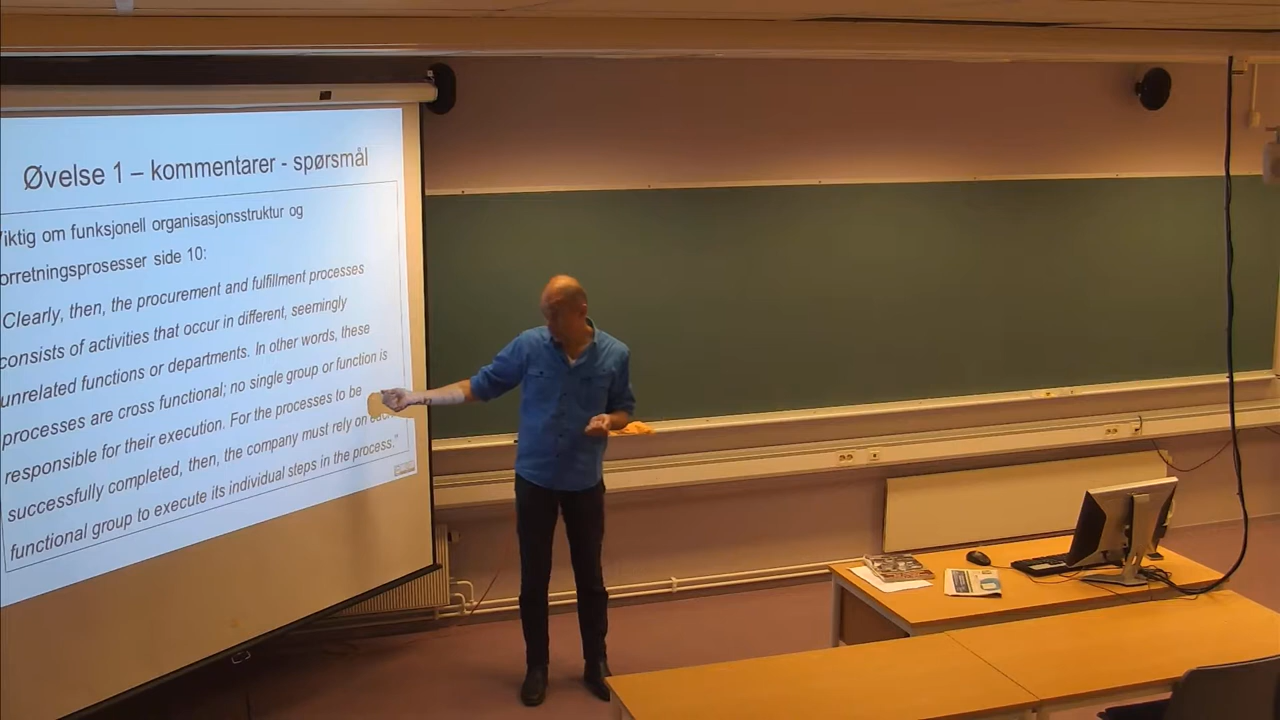 Øvelse 1 – kommentarer - spørsmål
Viktig om funksjonell organisasjonsstruktur og
forretningsprosesser side 10:
Clearly, then, the procurement and fulfillment processes
consists of activities that occur in different, seemingly
unrelated functions or departments. In other words, these
processes are cross functional; no single group or function is
responsible for their execution. For the processes to be
successfully completed, then, the company must rely on each
functional group to execute its individual steps in the process.”